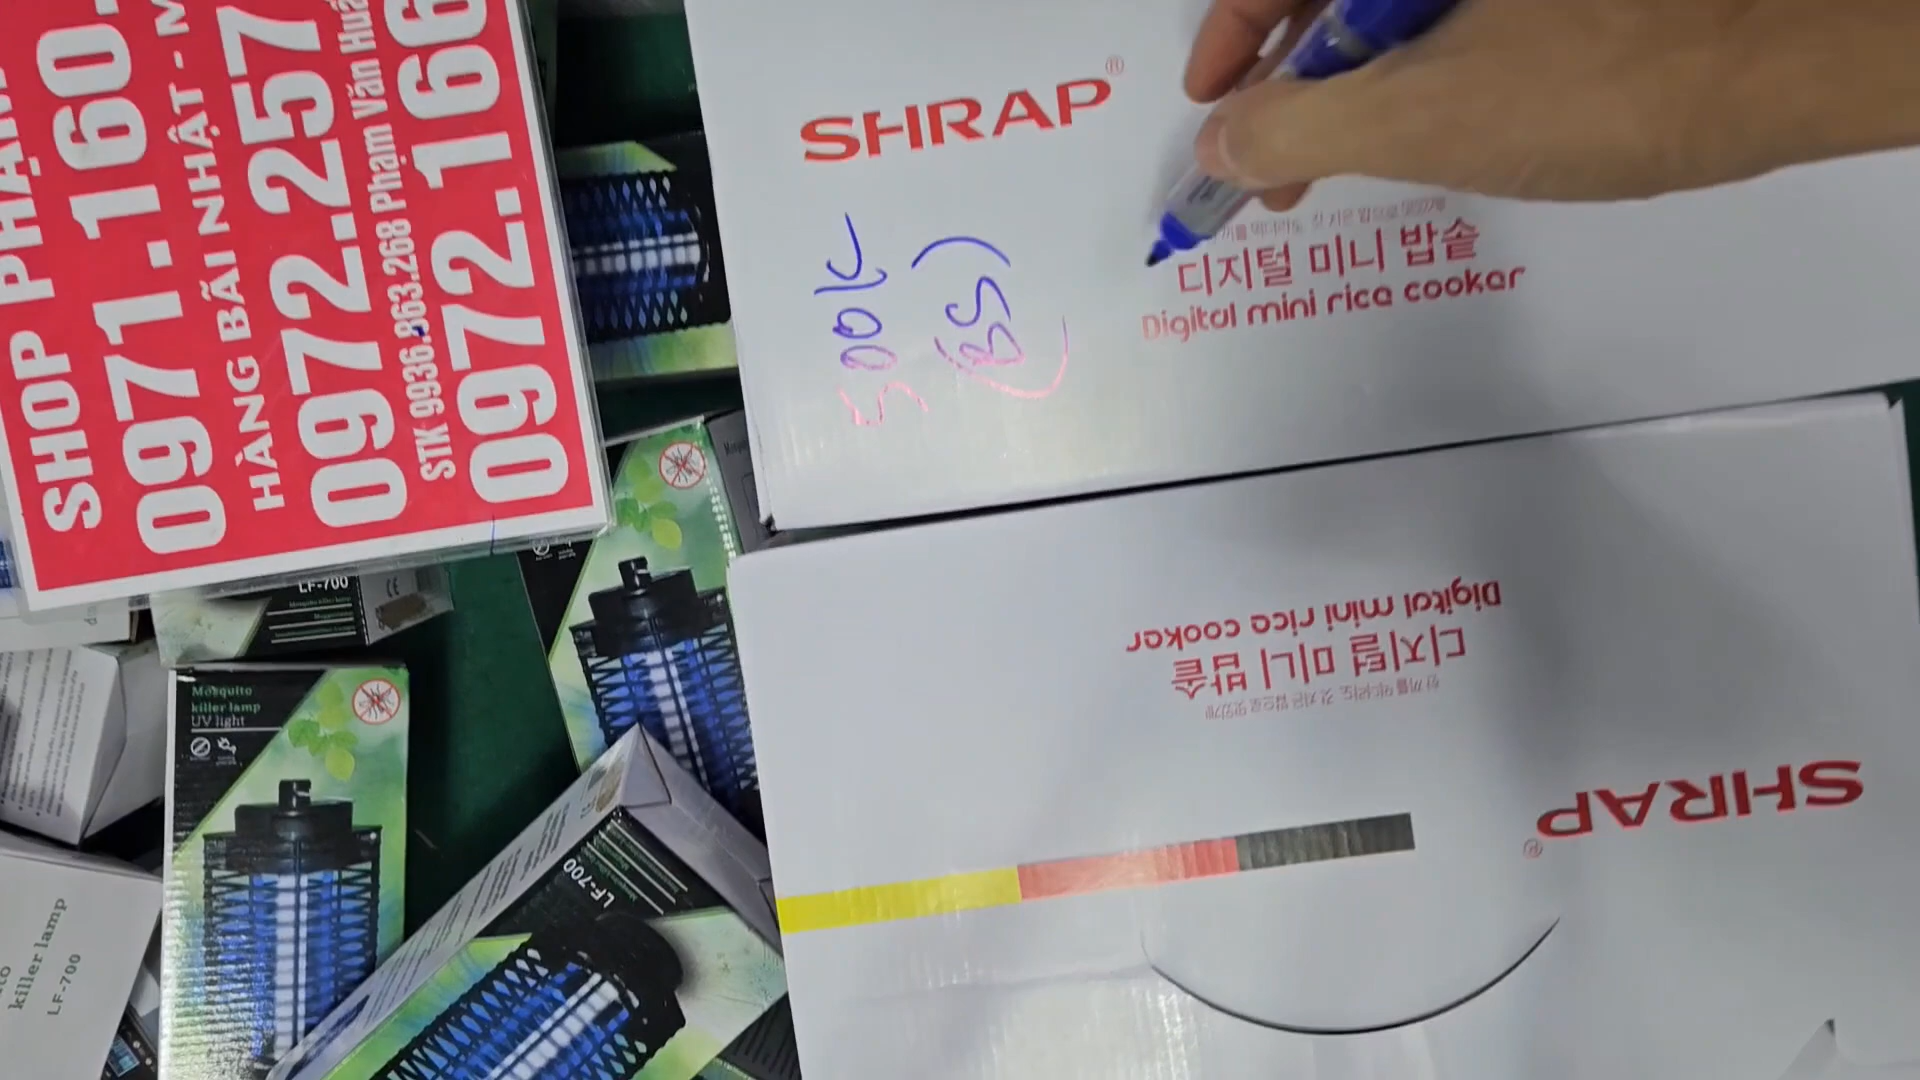 SHOP PHẠM
0971.160.
HÀNG BÃI NHẬT - M
0972.257
STK 9936.863.268 Phạm Văn Huấ
0972.166
SHRAP®
500K
디지털 미니 밥솥
Digital mini rice cooker
Digital mini rice cooker
디지털 미니 밥솥
SHRAP®
LF-700
Mosquito
killer lamp
UV light
LF-700
killer lamp
LF-700